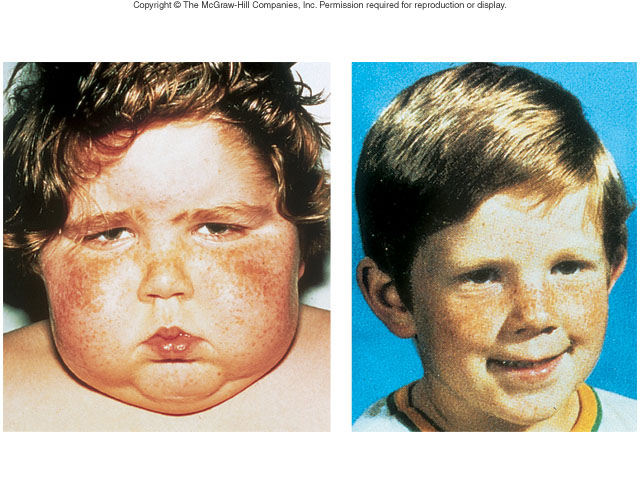 Copyright © The McGraw-Hill Companies, Inc. Permission required for reproduction or display.